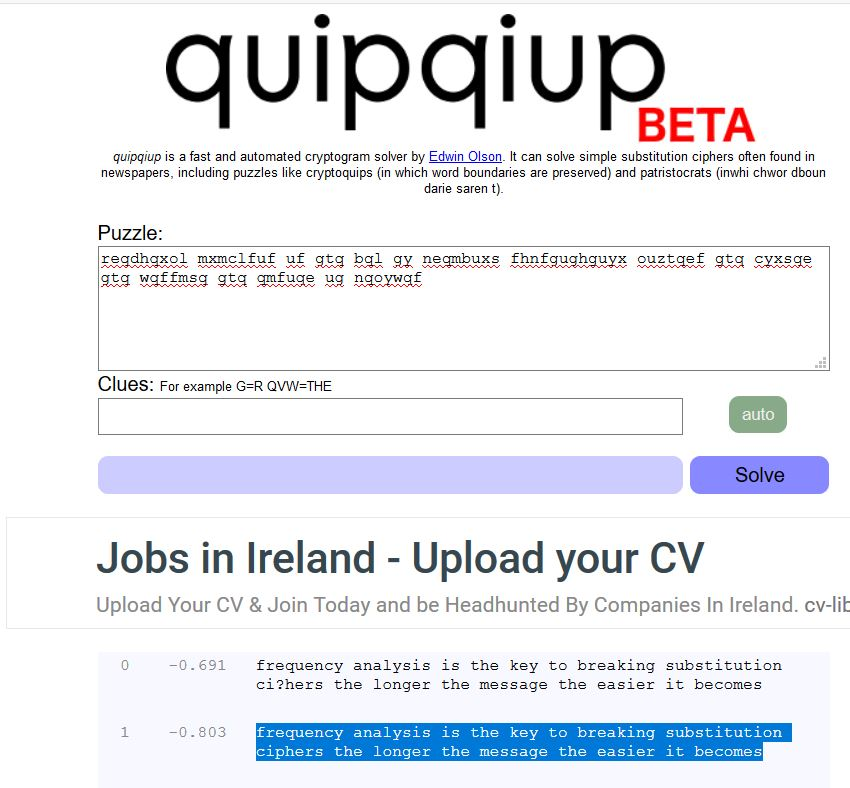 quipqiup
BETA
quipqiup is a fast and automated cryptogram solver by Edwin Olson. It can solve simple substitution ciphers often found in
newspapers, including puzzles like cryptoquips (in which word boundaries are preserved) and patristocrats (inwhi chwor dboun
darie saren t).
Puzzle:
reqdhqxol mxmclfuf uf gtq bql gy neqmbuxs fhnfgughguyx ouztqef gtq cyxsqe
gtq wqffmsq gtq qmfuqe ug nqoywqf
Clues: For example G=R QVW=THE
auto
Solve
Jobs in Ireland - Upload your CV
Upload Your CV & Join Today and be Headhunted By Companies In Ireland. cv-lib
0 -0.691 frequency analysis is the key to breaking substitution
ci?hers the longer the message the easier it becomes
1 -0.803 frequency analysis is the key to breaking substitution
ciphers the longer the message the easier it becomes